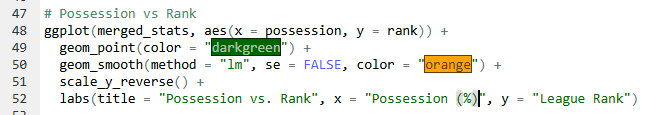 47 # Possession vs Rank
48 ggplot(merged_stats, aes(x = possession, y = rank)) +
49   geom_point(color = "darkgreen") +
50   geom_smooth(method = "lm", se = FALSE, color = "orange") +
51   scale_y_reverse() +
52   labs(title = "Possession vs. Rank", x = "Possession (%)", y = "League Rank")
53